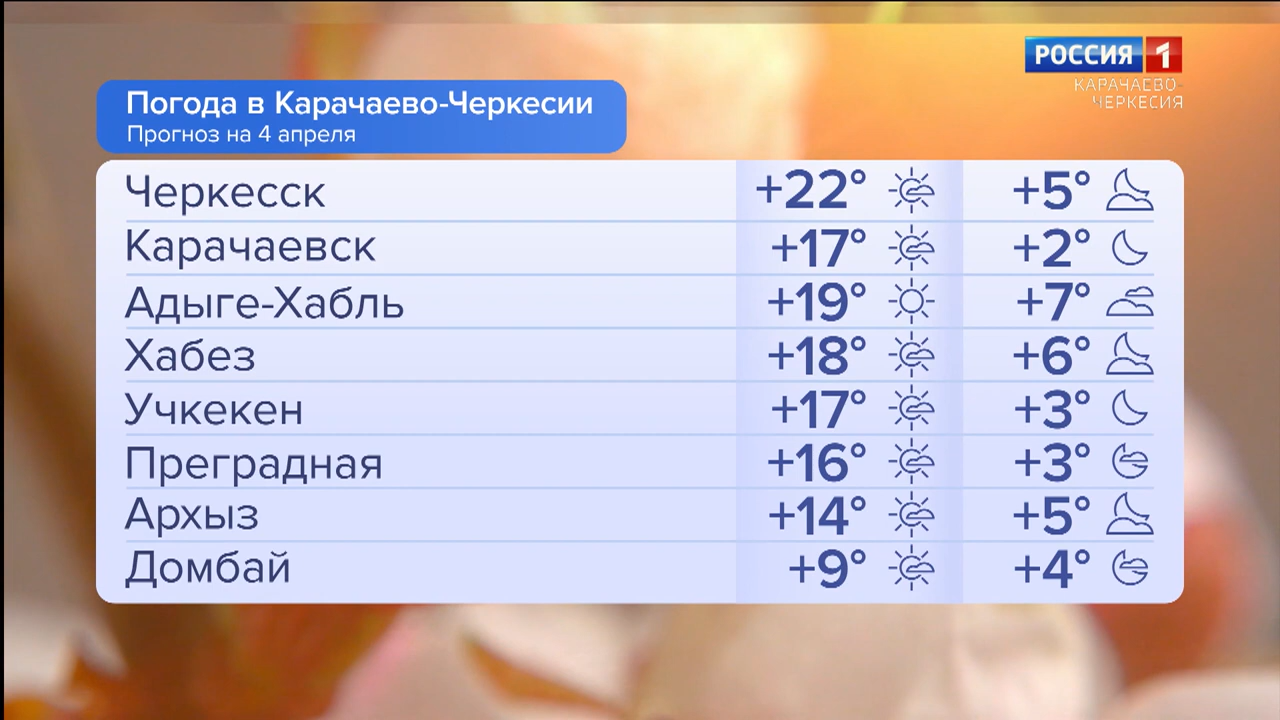 РОССИЯ 1
КАРАЧАЕВО-
ЧЕРКЕСИЯ
Погода в Карачаево-Черкесии
Прогноз на 4 апреля
Черкесск +22° +5°
Карачаевск +17° +2°
Адыге-Хабль +19° +7°
Хабез +18° +6°
Учкекен +17° +3°
Преградная +16° +3°
Архыз +14° +5°
Домбай +9° +4°